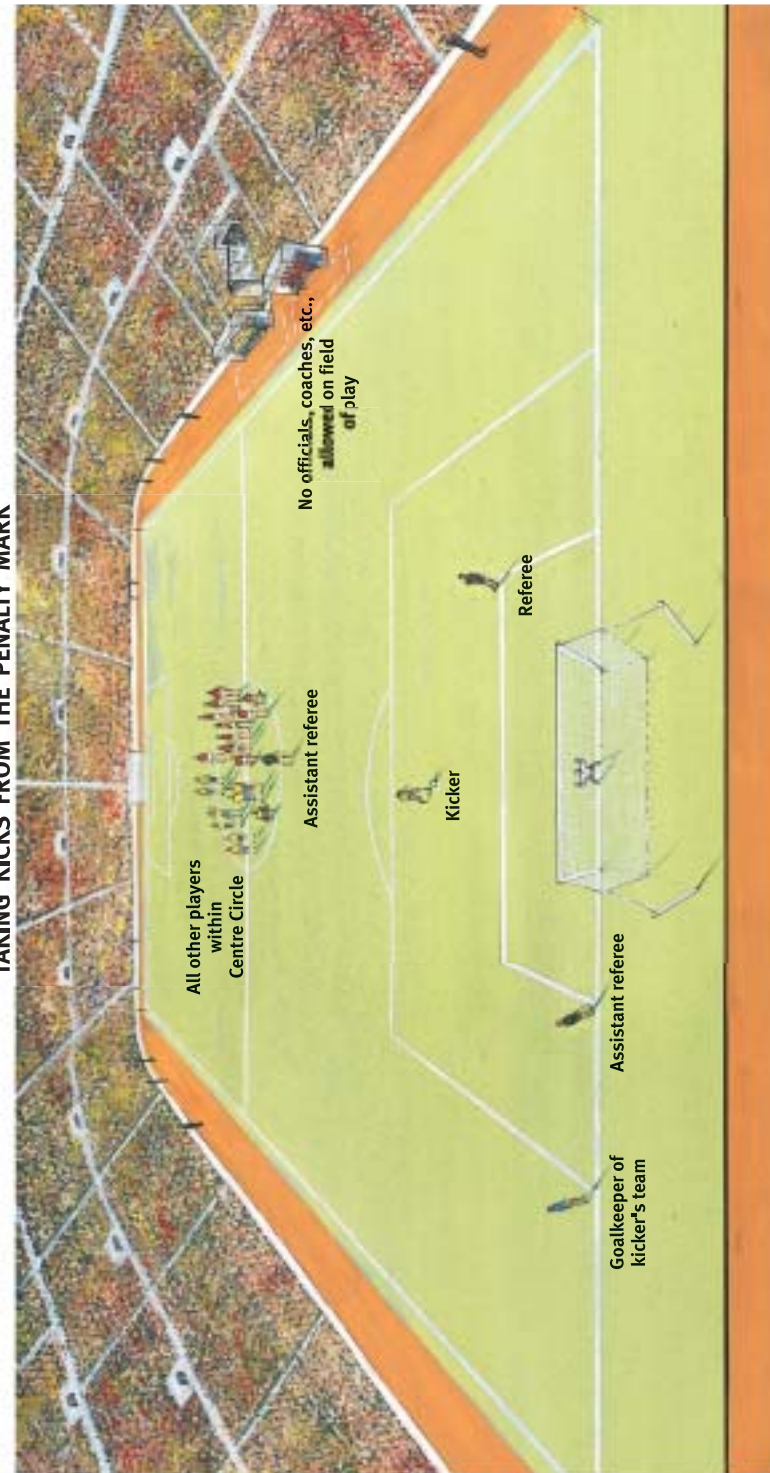 TAKING KICKS FROM THE PENALTY MARK
All other players
within
Centre Circle
Assistant referee
No officials, coaches, etc.,
allowed on field
of play
Kicker
Referee
Goalkeeper of
kicker's team
Assistant referee